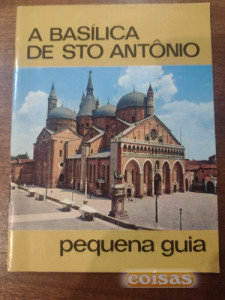 A BASÍLICA
DE STO ANTÔNIO
pequena guia
coisas